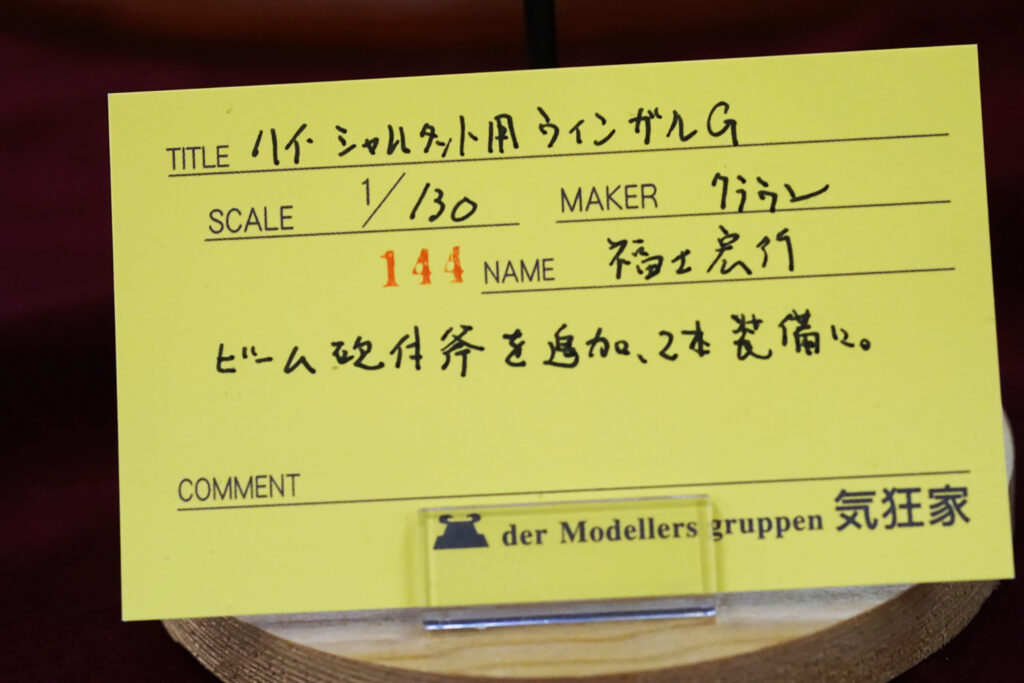 TITLE ハイ・シャルタット用ウィンガルG
SCALE 1/130 MAKER クラウン
144 NAME 福士宏行
ビーム砲付斧を追加、2本装備に。
COMMENT
der Modellers gruppen 気狂家